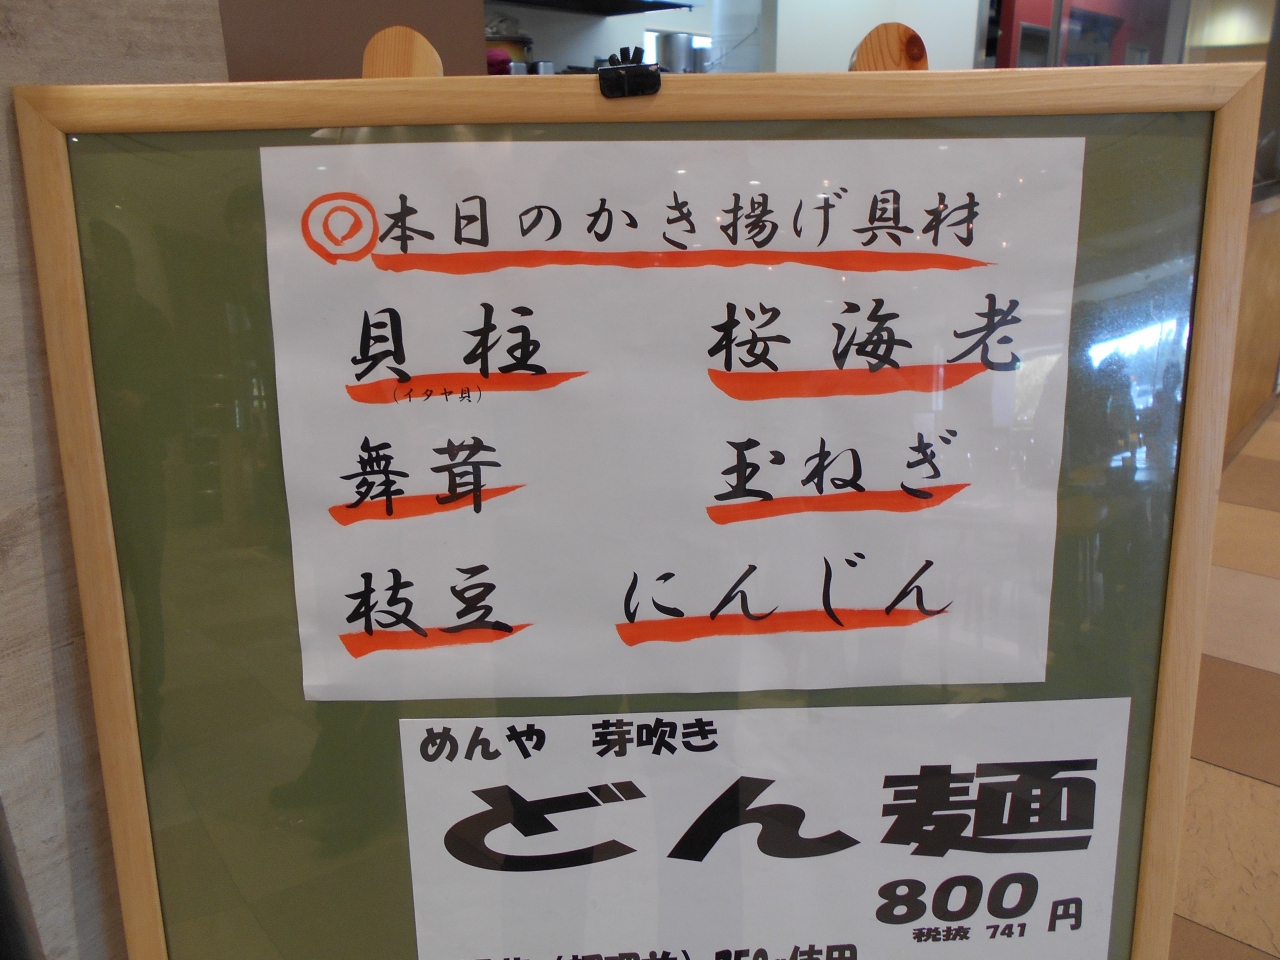 ◎本日のかき揚げ具材
貝柱 桜海老
(イタヤ貝)
舞茸 玉ねぎ
枝豆 にんじん
めんや 芽吹き
どん麺
800円
税抜 741